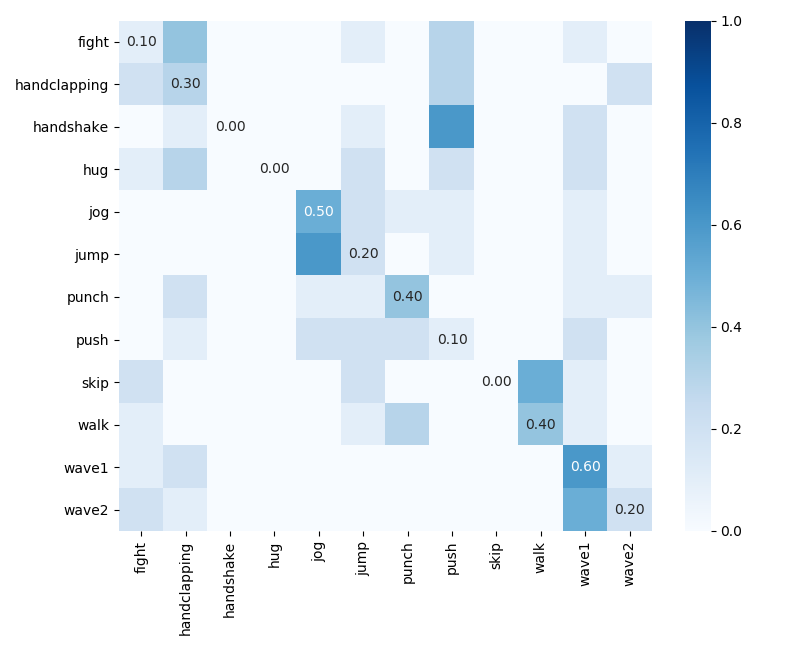 fight 0.10 1.0
handclapping 0.30
handshake 0.00 0.8
hug 0.00
jog 0.50 0.6
jump 0.20
punch 0.40 0.4
push 0.10
skip 0.00
walk 0.40 0.2
wave1 0.60
wave2 0.20 0.0
fight handclapping handshake hug jog jump punch push skip walk wave1 wave2